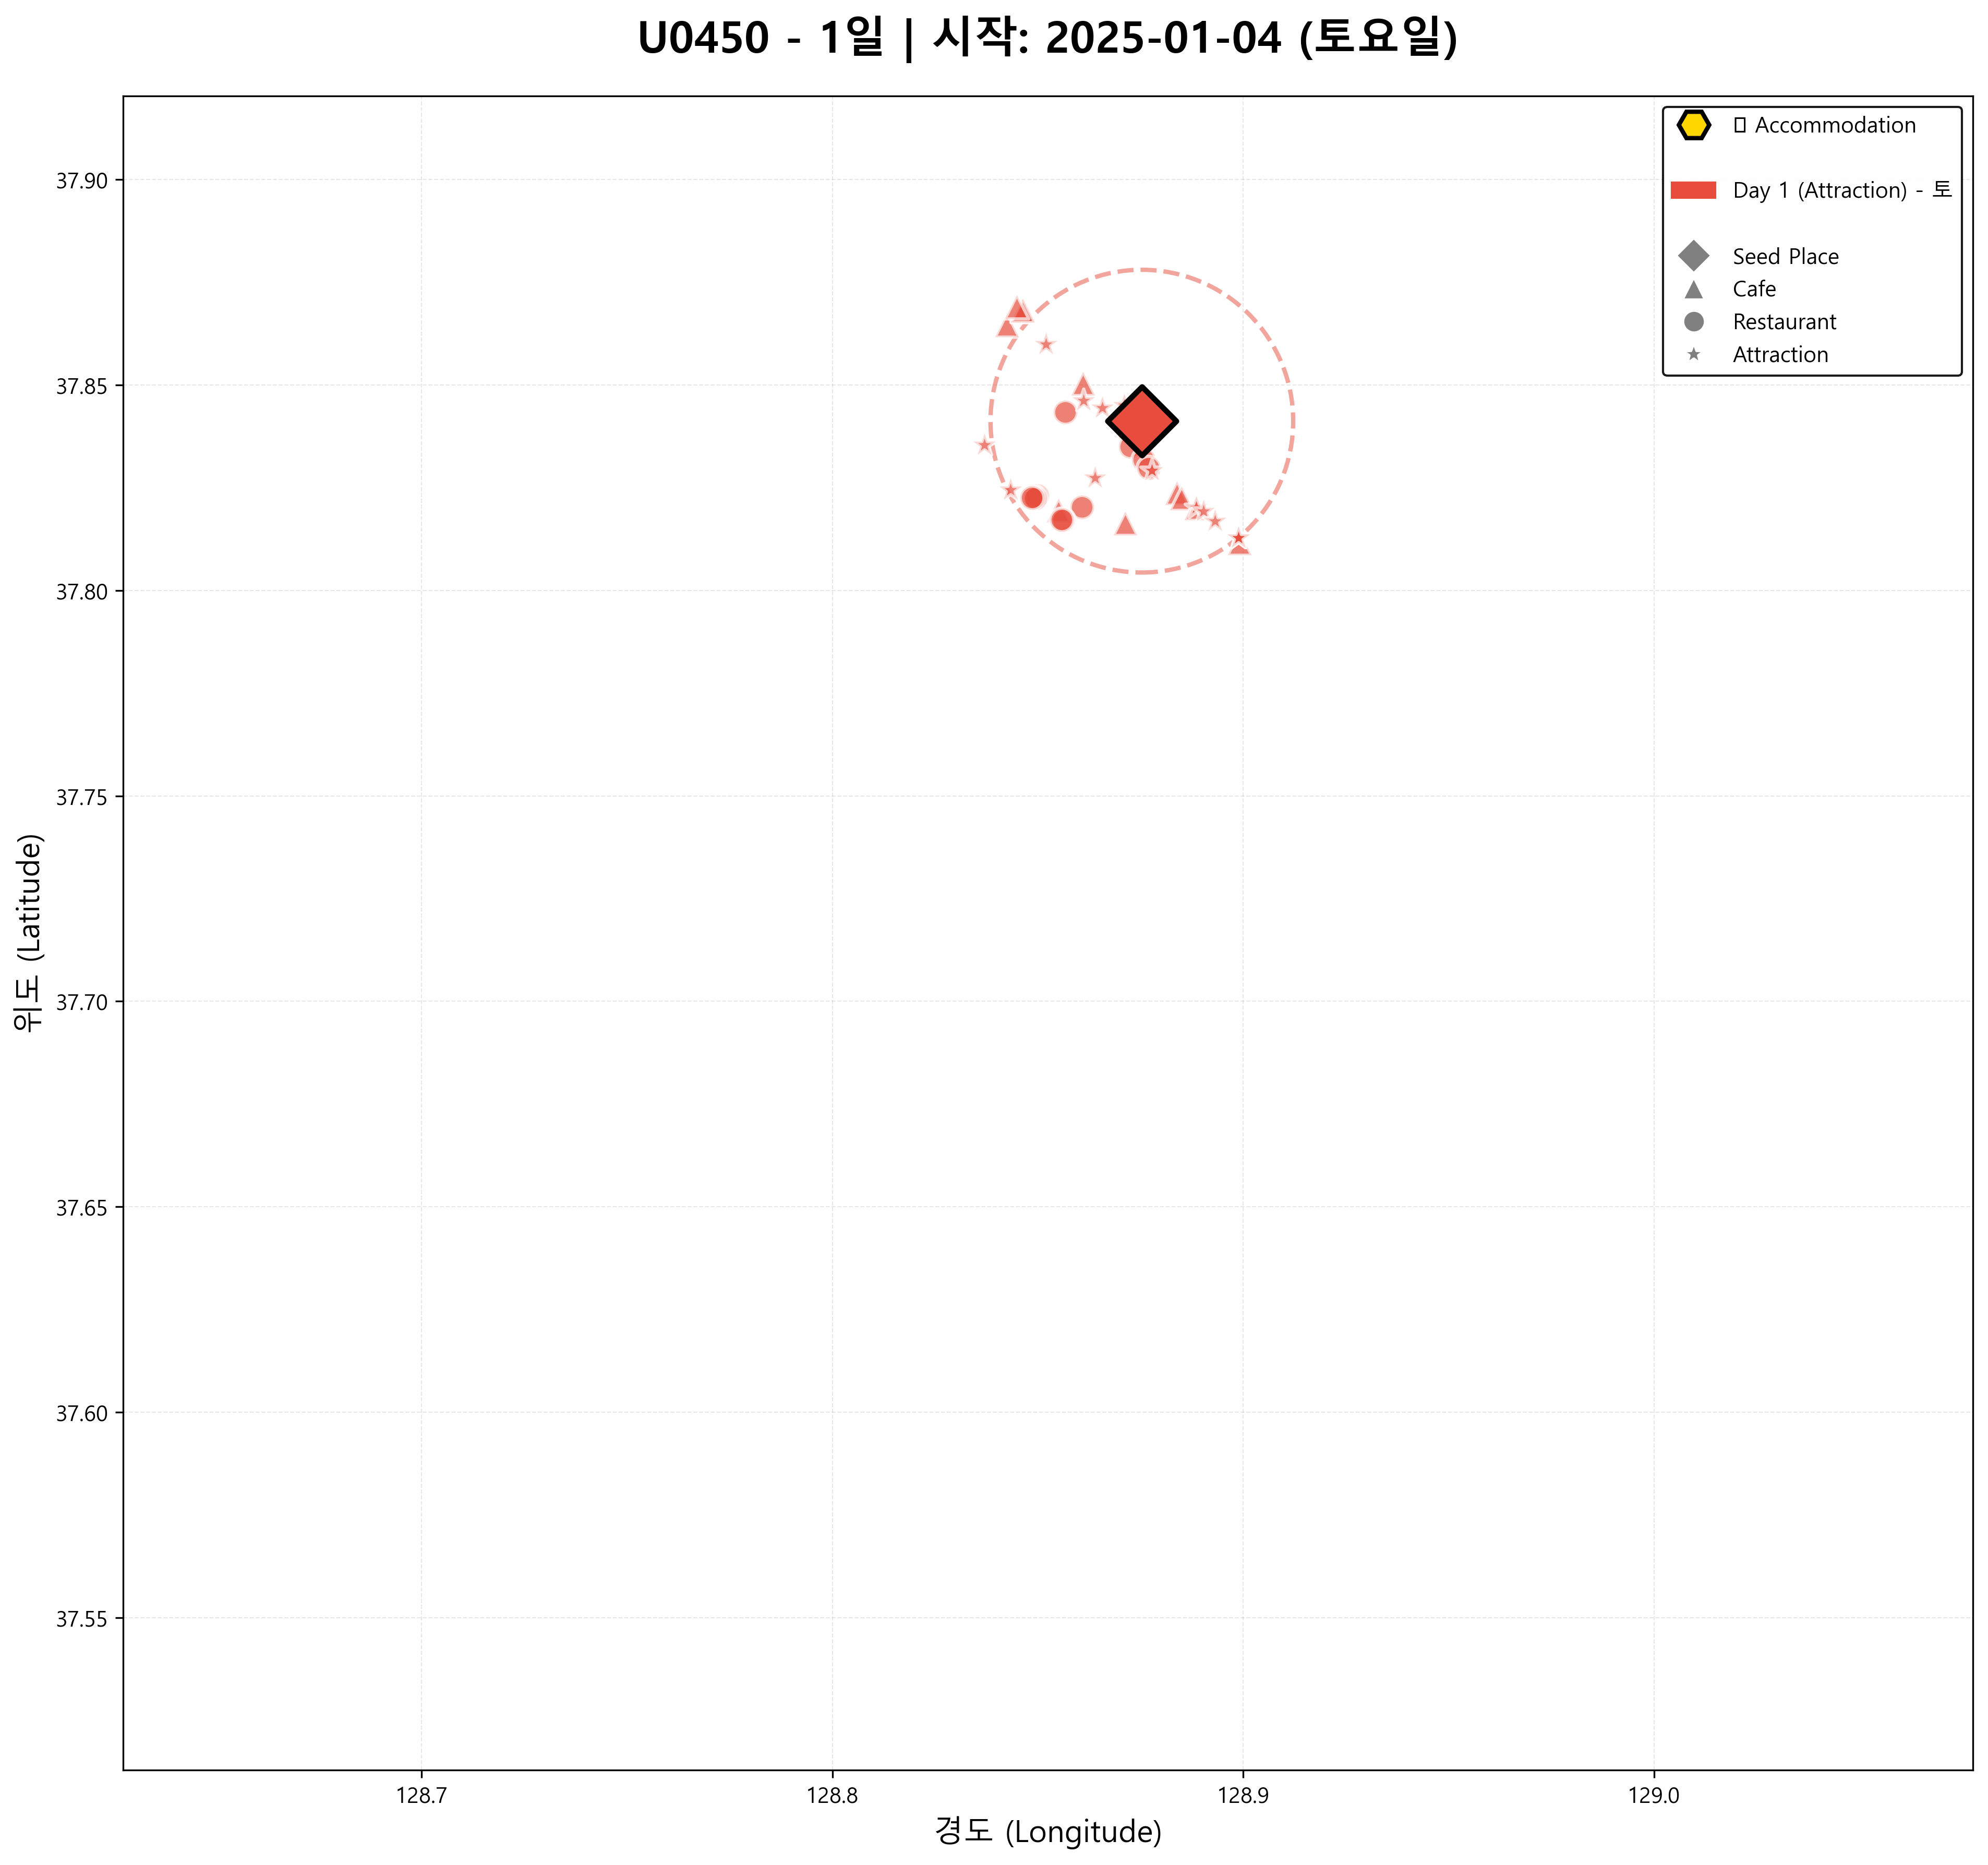 U0450 - 1일 | 시작: 2025-01-04 (토요일)
Accommodation
Day 1 (Attraction) - 토
Seed Place
Cafe
Restaurant
Attraction
위도 (Latitude)
37.90
37.85
37.80
37.75
37.70
37.65
37.60
37.55
128.7
128.8
128.9
129.0
경도 (Longitude)